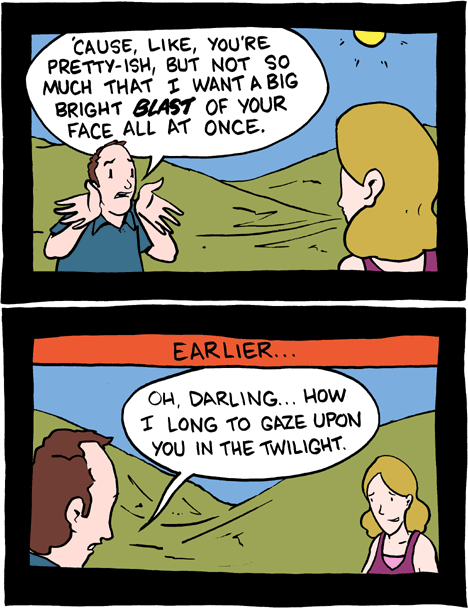 'CAUSE, LIKE, YOU'RE
PRETTY-ISH, BUT NOT SO
MUCH THAT I WANT A BIG
BRIGHT BLAST OF YOUR
FACE ALL AT ONCE.
EARLIER...
OH, DARLING... HOW
I LONG TO GAZE UPON
YOU IN THE TWILIGHT.